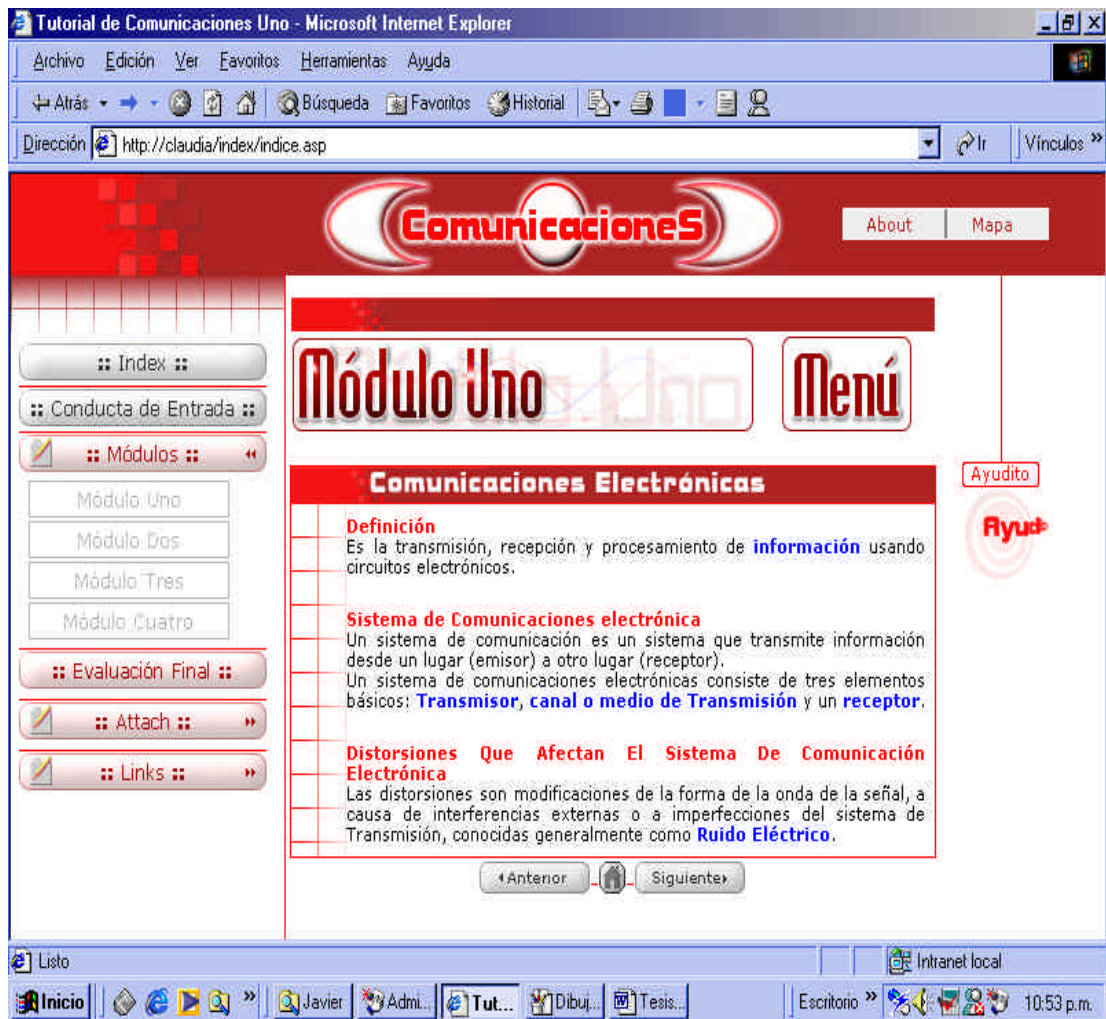 Tutorial de Comunicaciones Uno - Microsoft Internet Explorer
Archivo Edición Ver Favoritos Herramientas Ayuda
Atrás Búsqueda Favoritos Historial
Dirección http://claudia/index/indice.asp Ir Vínculos »
ComunicacioneS
About Mapa
:: Index ::
:: Conducta de Entrada ::
:: Módulos ::
Módulo Uno
Módulo Dos
Módulo Tres
Módulo Cuatro
:: Evaluación Final ::
:: Attach ::
:: Links ::
Módulo Uno
Menú
Comunicaciones Electrónicas
Definición
Es la transmisión, recepción y procesamiento de información usando
circuitos electrónicos.
Sistema de Comunicaciones electrónica
Un sistema de comunicación es un sistema que transmite información
desde un lugar (emisor) a otro lugar (receptor).
Un sistema de comunicaciones electrónicas consiste de tres elementos
básicos: Transmisor, canal o medio de Transmisión y un receptor.
Distorsiones Que Afectan El Sistema De Comunicación
Electrónica
Las distorsiones son modificaciones de la forma de la onda de la señal, a
causa de interferencias externas o a imperfecciones del sistema de
Transmisión, conocidas generalmente como Ruido Eléctrico.
Anterior Siguiente
Ayudito
Ayud
Listo Intranet local
Inicio » Javier Admi... Tut... Dibuj... Tesis... Escritorio » 10:53 p.m.